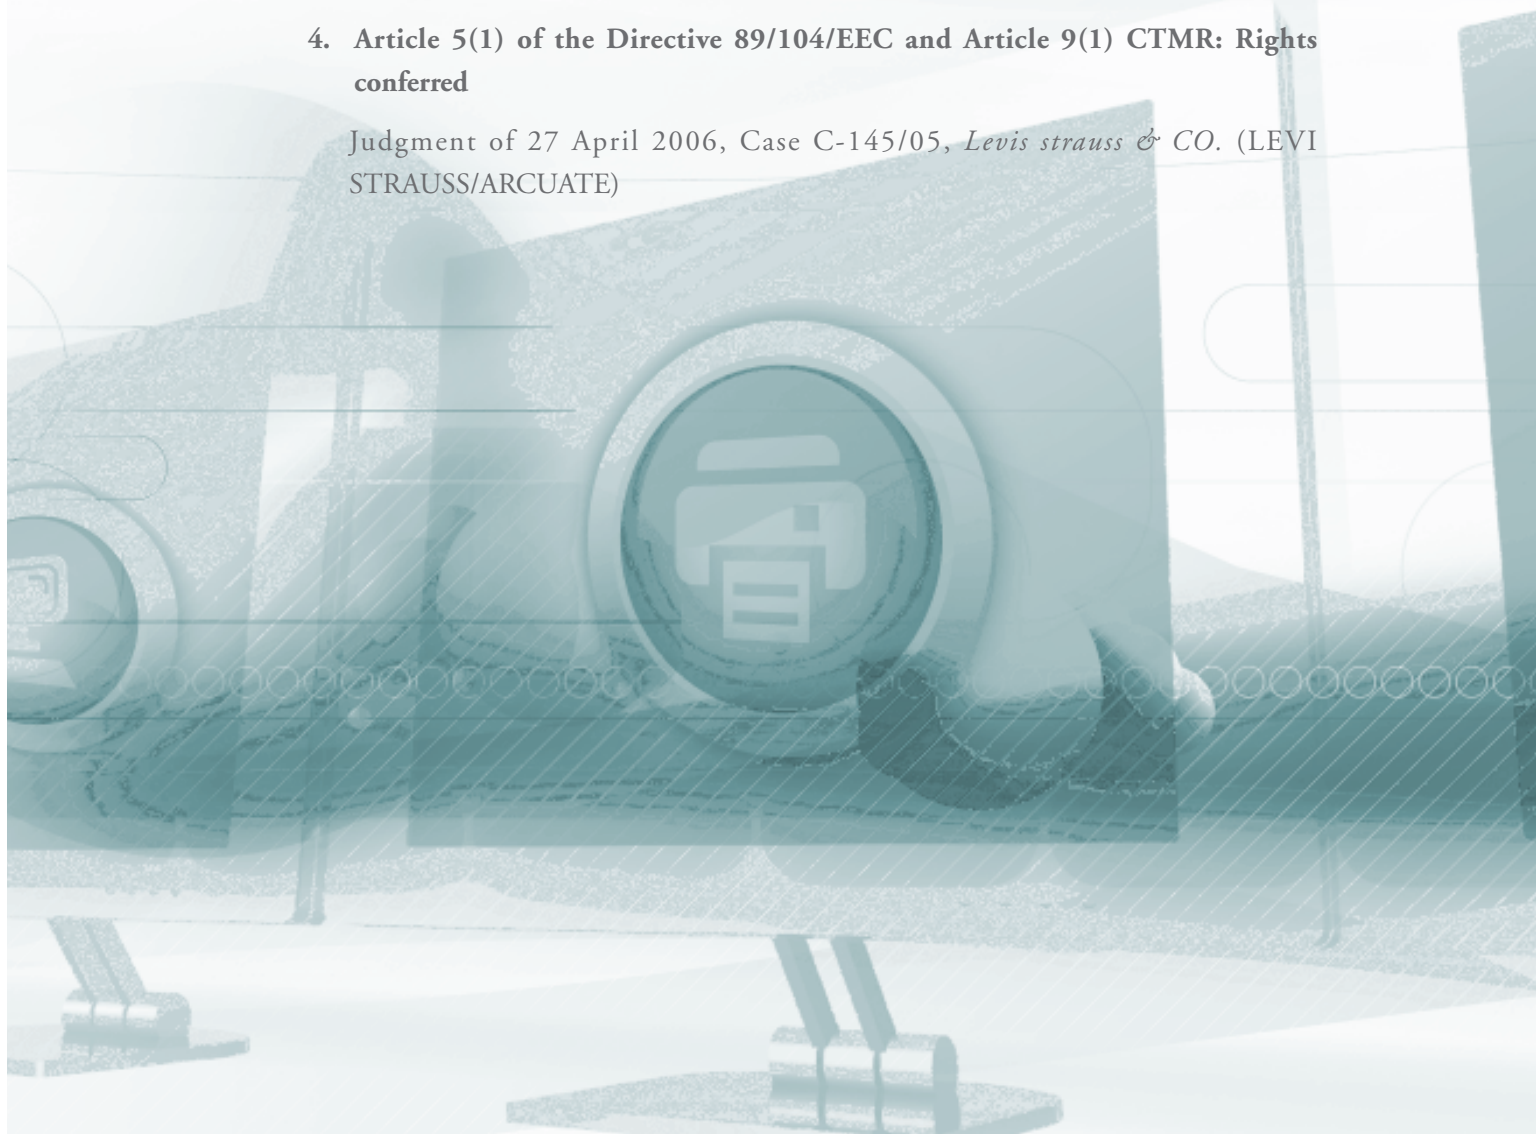 4. Article 5(1) of the Directive 89/104/EEC and Article 9(1) CTMR: Rights
conferred
Judgment of 27 April 2006, Case C-145/05, Levis strauss & CO. (LEVI
STRAUSS/ARCUATE)